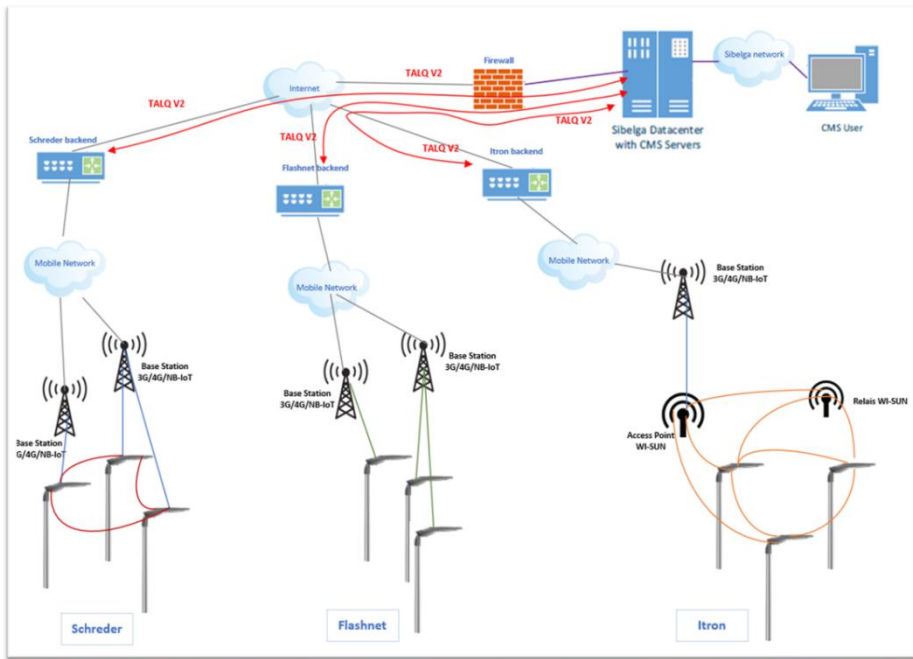 Firewall
Sibelga network
TALQ V2
Internet
TALQ V2
TALQ V2
TALQ V2
TALQ V2
Sibelga Datacenter
with CMS Servers
CMS User
Schreder backend
Flashnet backend
Itron backend
Mobile Network
Mobile Network
Mobile Network
Base Station
3G/4G/NB-IoT
Base Station
3G/4G/NB-IoT
Base Station
3G/4G/NB-IoT
Base Station
3G/4G/NB-IoT
Base Station
G/4G/NB-IoT
Access Point
WI-SUN
Relais WI-SUN
Schreder
Flashnet
Itron